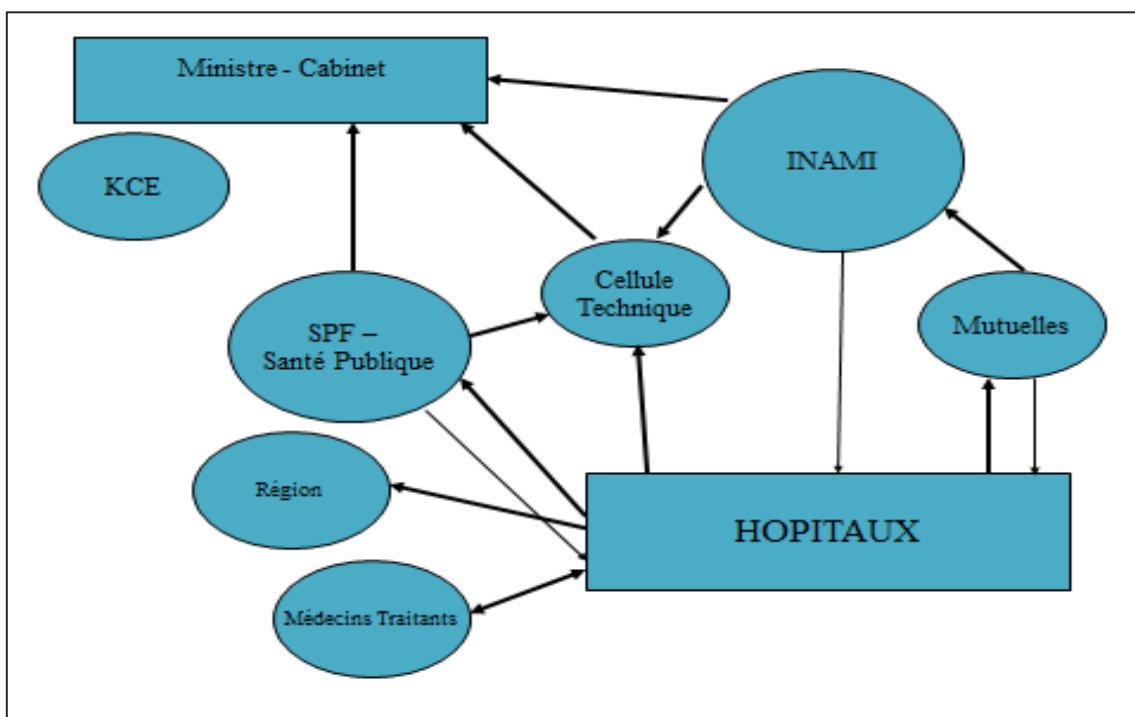 Ministre - Cabinet
INAMI
KCE
Cellule
Technique
SPF –
Santé Publique
Mutuelles
Région
HOPITAUX
Médecins Traitants